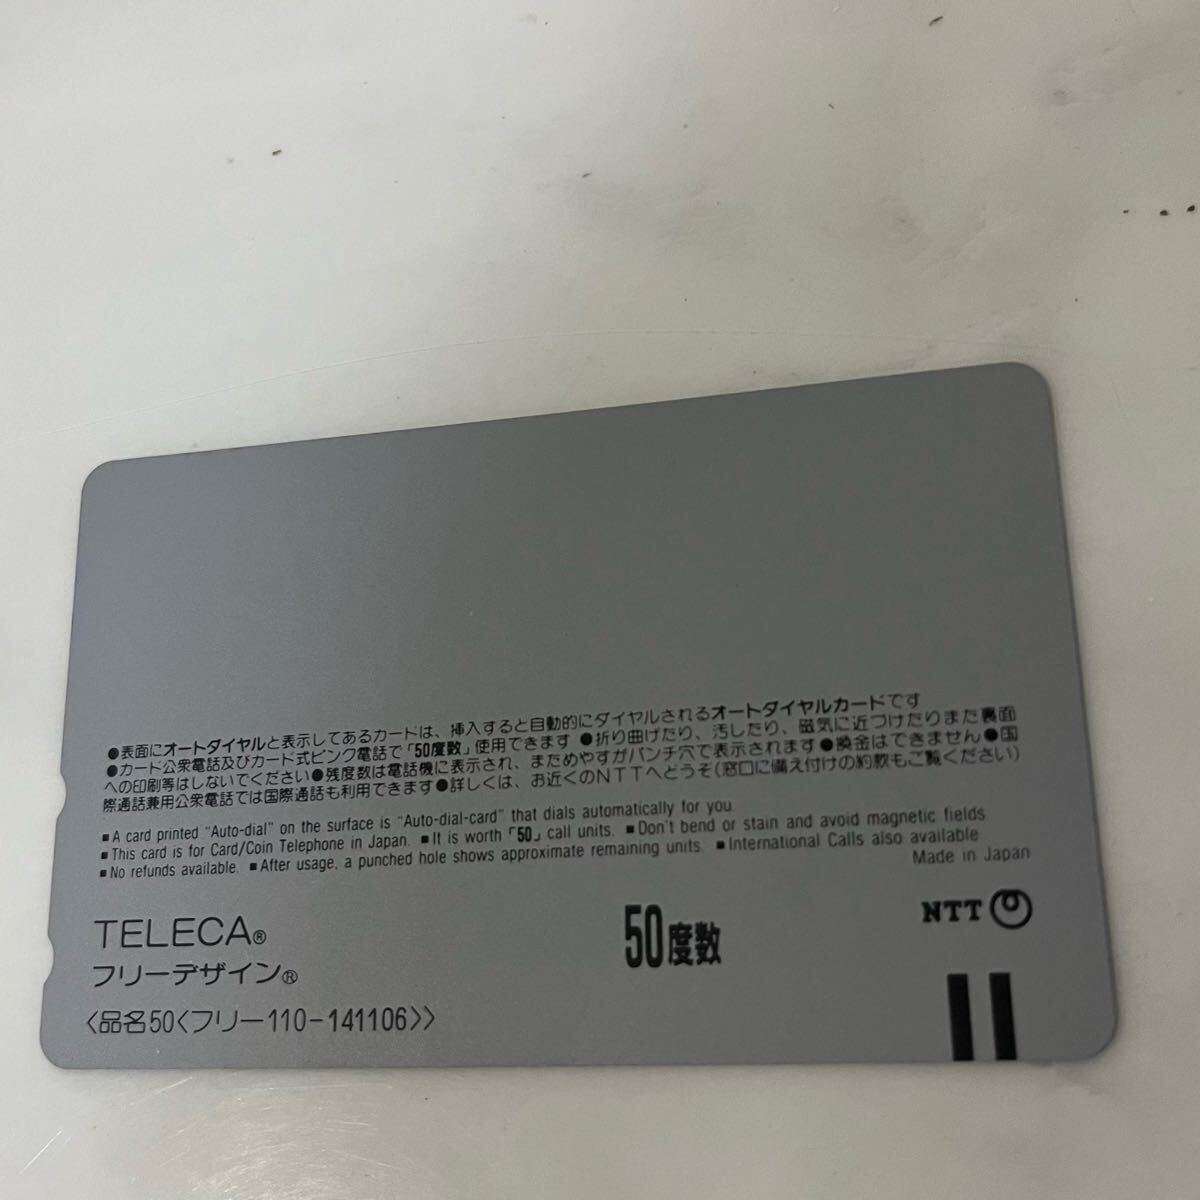 ●表面にオートダイヤルと表示してあるカードは、挿入すると自動的にダイヤルされるオートダイヤルカードです
●カード公衆電話及びカード式ピンク電話で「50度数」使用できます ●折り曲げたり、汚したり、磁気に近づけたりまた裏面
への印刷等はしないでください●残度数は電話機に表示され、まためやすがパンチ穴で表示されます●換金はできません●国
際通話兼用公衆電話では国際通話も利用できます●詳しくは、お近くのNTTへどうぞ(窓口に備え付けの約款もご覧ください)
■A card printed "Auto-dial" on the surface is "Auto-dial-card" that dials automatically for you
■This card is for Card/Coin Telephone in Japan. ■It is worth「50」call units. ■Don't bend or stain and avoid magnetic fields
■No refunds available. ■After usage, a punched hole shows approximate remaining units. ■International Calls also available
Made in Japan
TELECA®
50度数
NTT
フリーデザイン®
〈品名50〈フリー110-141106〉〉